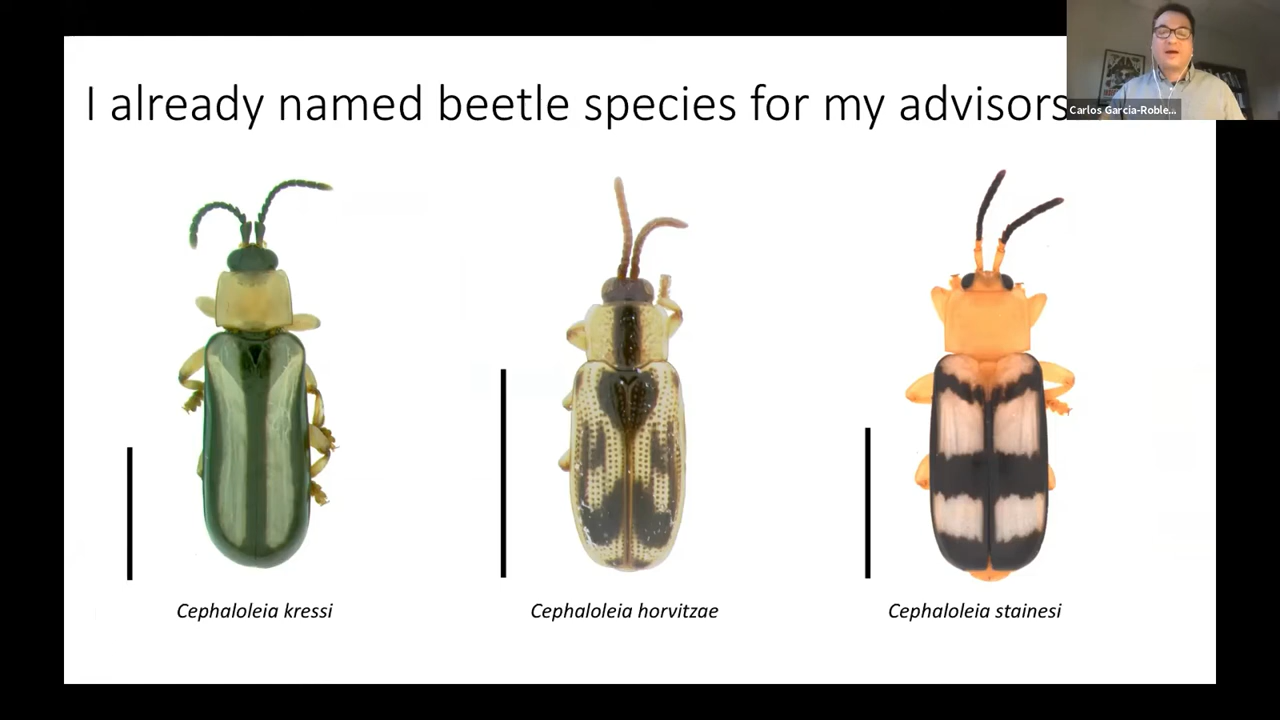 I already named beetle species for my advisors
Carlos Garcia-Roble...
Cephaloleia kressi
Cephaloleia horvitzae
Cephaloleia stainesi